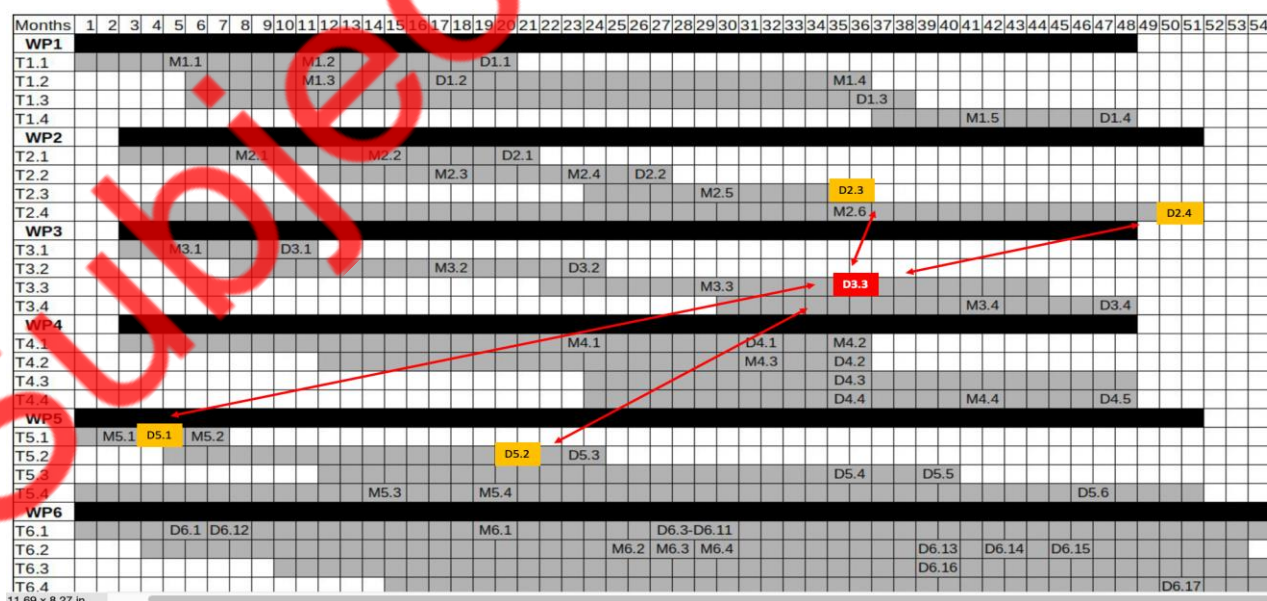 Months 1 2 3 4 5 6 7 8 9 10 11 12 13 14 15 16 17 18 19 20 21 22 23 24 25 26 27 28 29 30 31 32 33 34 35 36 37 38 39 40 41 42 43 44 45 46 47 48 49 50 51 52 53 54
WP1
T1.1 M1.1 M1.2 D1.1
T1.2 M1.3 D1.2 M1.4
T1.3 D1.3
T1.4 M1.5 D1.4
WP2
T2.1 M2.1 M2.2 D2.1
T2.2 M2.3 M2.4 D2.2
T2.3 M2.5 D2.3
T2.4 M2.6 D2.4
WP3
T3.1 M3.1 D3.1
T3.2 M3.2 D3.2
T3.3 M3.3 D3.3
T3.4 M3.4 D3.4
WP4
T4.1 M4.1 D4.1 M4.2
T4.2 M4.3 D4.2
T4.3 D4.3
T4.4 D4.4 M4.4 D4.5
WP5
T5.1 M5.1 D5.1 M5.2
T5.2 D5.2 D5.3
T5.3 D5.4 D5.5
T5.4 M5.3 M5.4 D5.6
WP6
T6.1 D6.1 D6.12 M6.1 D6.3-D6.11
T6.2 M6.2 M6.3 M6.4 D6.13 D6.14 D6.15
T6.3 D6.16
T6.4 D6.17
11.69 x 8.27 in
Subjec